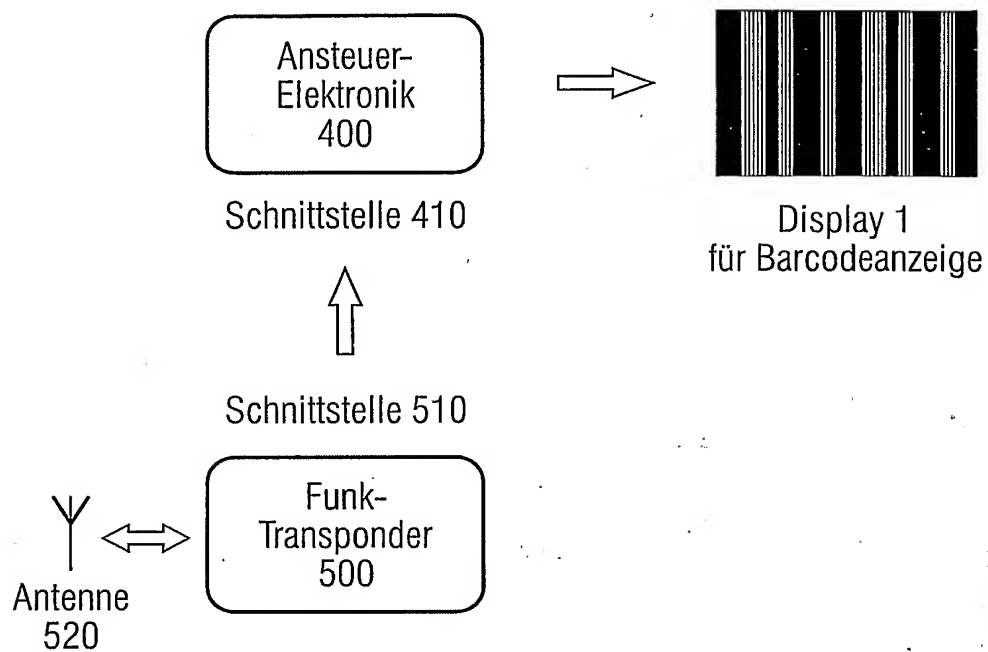 Ansteuer-
Elektronik
400
Schnittstelle 410
Display 1
für Barcodeanzeige
Schnittstelle 510
Funk-
Transponder
500
Antenne
520